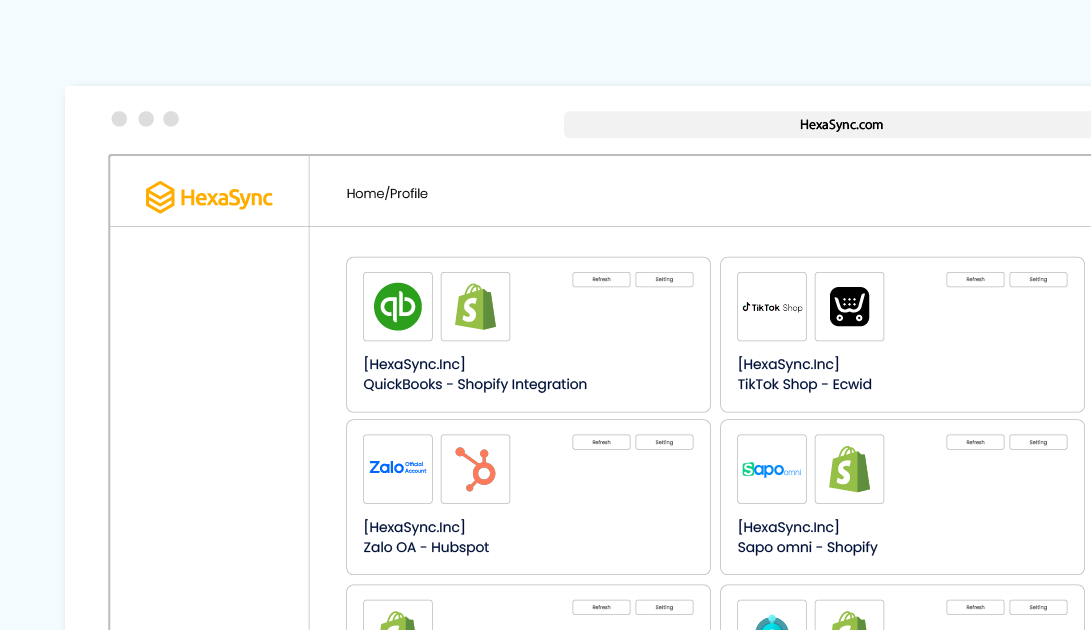 HexaSync.com
HexaSync
Home/Profile
qb
Refresh
Setting
[HexaSync.Inc]
QuickBooks - Shopify Integration
TikTok Shop
Refresh
Setting
[HexaSync.Inc]
TikTok Shop - Ecwid
Zalo Official Account
Refresh
Setting
[HexaSync.Inc]
Zalo OA - Hubspot
Sapo omni
Refresh
Setting
[HexaSync.Inc]
Sapo omni - Shopify
Refresh
Setting
Refresh
Setting